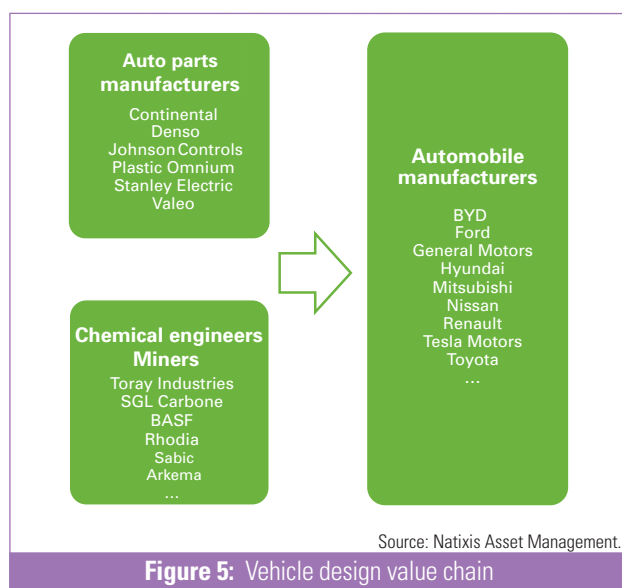 Auto parts
manufacturers
Continental
Denso
Johnson Controls
Plastic Omnium
Stanley Electric
Valeo
Chemical engineers
Miners
Toray Industries
SGL Carbone
BASF
Rhodia
Sabic
Arkema
...
Automobile
manufacturers
BYD
Ford
General Motors
Hyundai
Mitsubishi
Nissan
Renault
Tesla Motors
Toyota
...
Source: Natixis Asset Management.
Figure 5: Vehicle design value chain